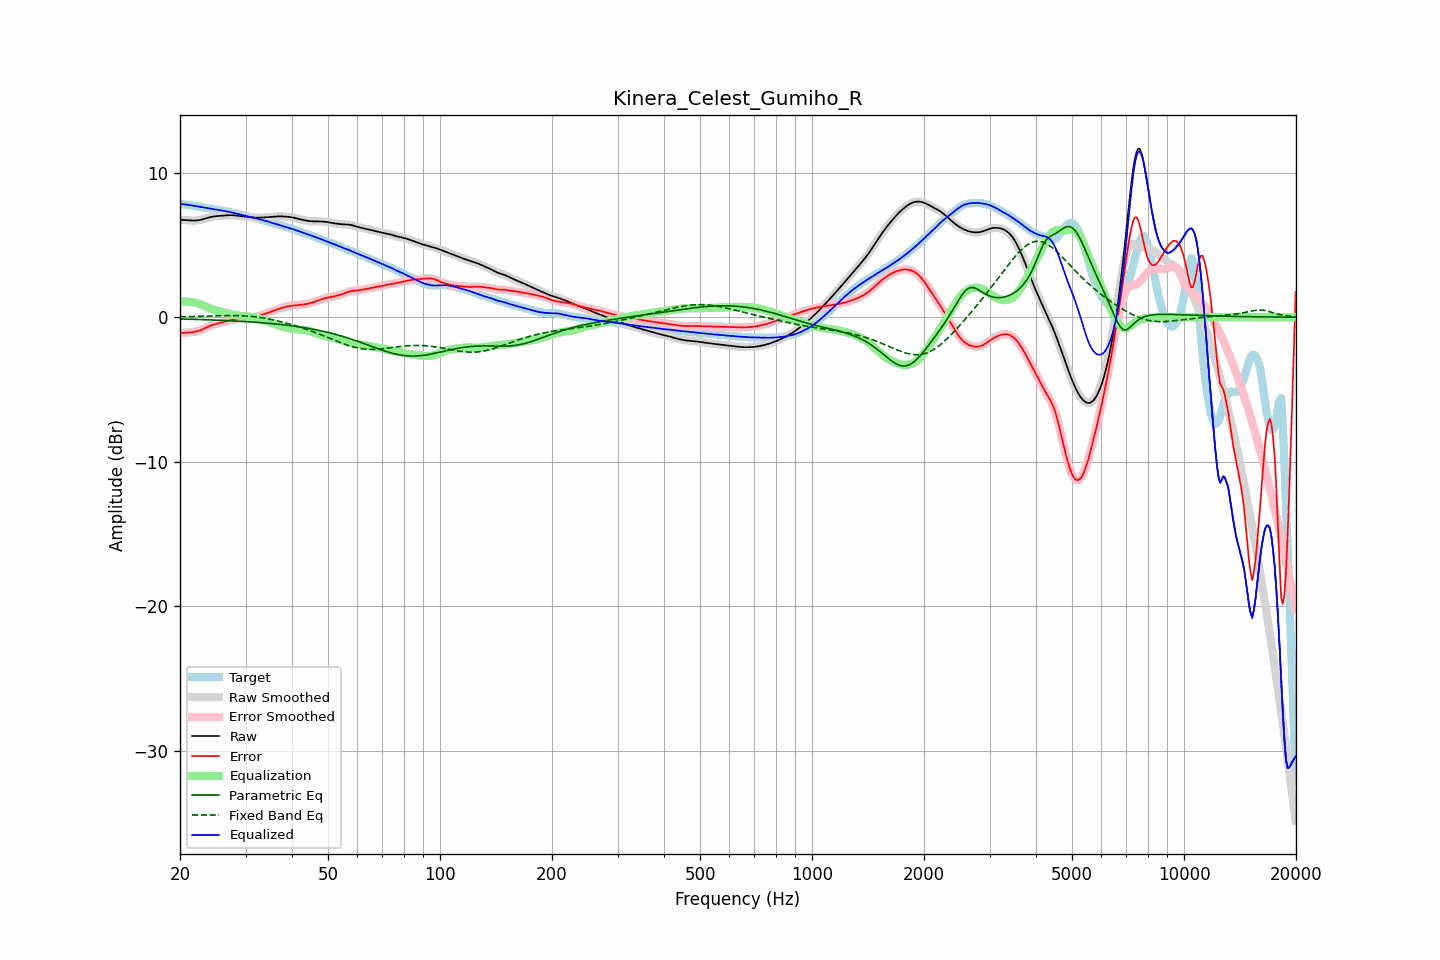 Kinera_Celest_Gumiho_R
Amplitude (dBr)
10
0
−10
−20
−30
Target
Raw Smoothed
Error Smoothed
Raw
Error
Equalization
Parametric Eq
Fixed Band Eq
Equalized
20 50 100 200 500 1000 2000 5000 10000 20000
Frequency (Hz)